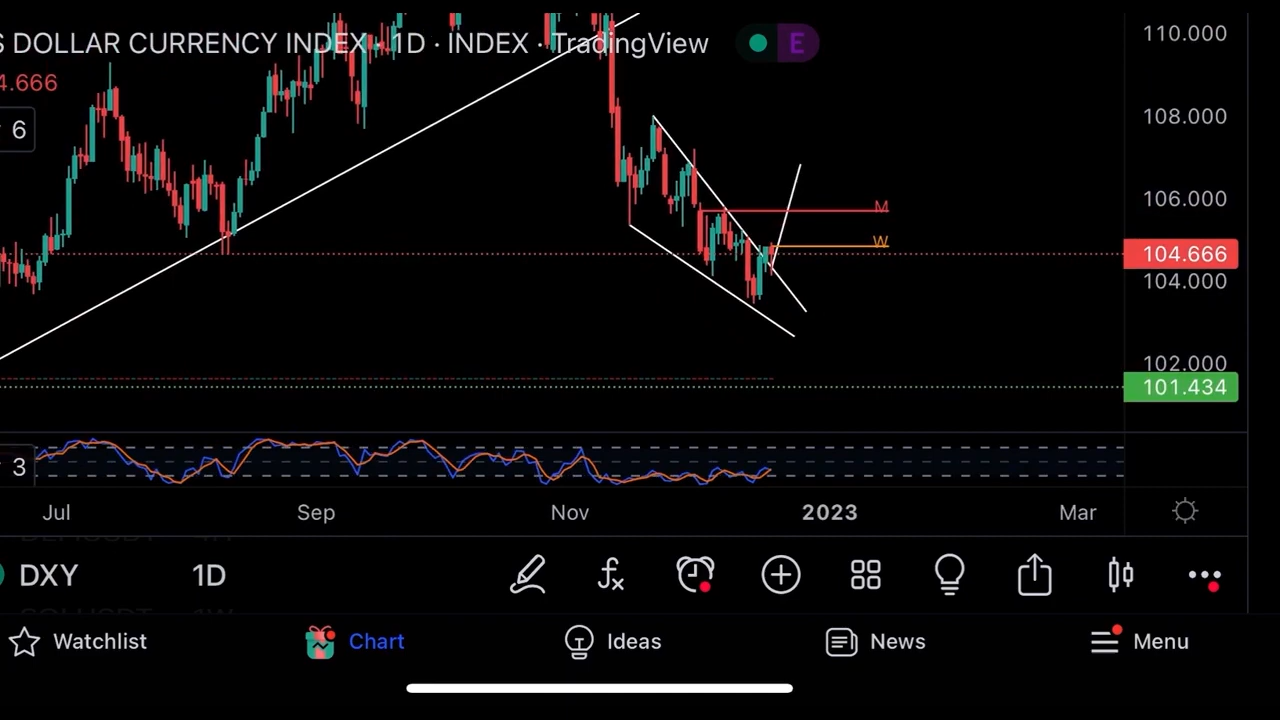 S DOLLAR CURRENCY INDEX · 1D · INDEX · TradingView
E
110.000
4.666
6
108.000
106.000
M
W
104.666
104.000
102.000
101.434
3
Jul
Sep
Nov
2023
Mar
DXY
1D
Watchlist
Chart
Ideas
News
Menu